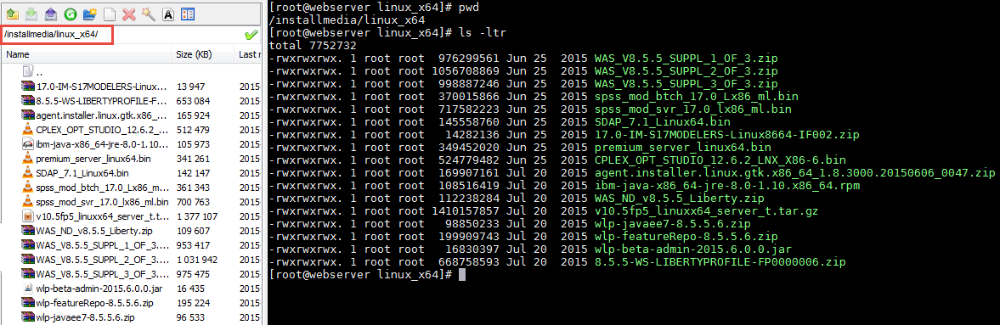 /installmedia/linux_x64/
Name Size (KB) Last r
..
17.0-IM-S17MODELERS-Linux... 13 947 2015
8.5.5-WS-LIBERTYPROFILE-F... 653 084 2015
agent.installer.linux.gtk.x86_... 165 924 2015
CPLEX_OPT_STUDIO_12.6.2_... 512 479 2015
ibm-java-x86_64-jre-8.0-1.10... 105 973 2015
premium_server_linux64.bin 341 261 2015
SDAP_7.1_Linux64.bin 142 147 2015
spss_mod_btch_17.0_Lx86_m... 361 343 2015
spss_mod_svr_17.0_lx86_ml.bin 700 763 2015
v10.5fp5_linuxx64_server_t.t... 1 377 107 2015
WAS_ND_v8.5.5_Liberty.zip 109 607 2015
WAS_V8.5.5_SUPPL_1_OF_3.... 953 417 2015
WAS_V8.5.5_SUPPL_2_OF_3.... 1 031 942 2015
WAS_V8.5.5_SUPPL_3_OF_3.... 975 475 2015
wlp-beta-admin-2015.6.0.0.jar 16 435 2015
wlp-featureRepo-8.5.5.6.zip 195 224 2015
wlp-javaee7-8.5.5.6.zip 96 533 2015
[root@webserver linux_x64]# pwd
/installmedia/linux_x64
[root@webserver linux_x64]# ls -ltr
total 7752732
-rwxrwxrwx. 1 root root 976299561 Jun 25 2015 WAS_V8.5.5_SUPPL_1_OF_3.zip
-rwxrwxrwx. 1 root root 1056708869 Jun 25 2015 WAS_V8.5.5_SUPPL_2_OF_3.zip
-rwxrwxrwx. 1 root root 998887246 Jun 25 2015 WAS_V8.5.5_SUPPL_3_OF_3.zip
-rwxrwxrwx. 1 root root 370015866 Jun 25 2015 spss_mod_btch_17.0_Lx86_ml.bin
-rwxrwxrwx. 1 root root 717582223 Jun 25 2015 spss_mod_svr_17.0_lx86_ml.bin
-rwxrwxrwx. 1 root root 145558760 Jun 25 2015 SDAP_7.1_Linux64.bin
-rwxrwxrwx. 1 root root 14282136 Jun 25 2015 17.0-IM-S17MODELERS-Linux8664-IF002.zip
-rwxrwxrwx. 1 root root 349452020 Jun 25 2015 premium_server_linux64.bin
-rwxrwxrwx. 1 root root 524779482 Jun 25 2015 CPLEX_OPT_STUDIO_12.6.2_LNX_X86-6.bin
-rwxrwxrwx. 1 root root 169907161 Jul 20 2015 agent.installer.linux.gtk.x86_64_1.8.3000.20150606_0047.zip
-rwxrwxrwx. 1 root root 108516419 Jul 20 2015 ibm-java-x86_64-jre-8.0-1.10.x86_64.rpm
-rwxrwxrwx. 1 root root 112238284 Jul 20 2015 WAS_ND_v8.5.5_Liberty.zip
-rwxrwxrwx. 1 root root 1410157857 Jul 20 2015 v10.5fp5_linuxx64_server_t.tar.gz
-rwxrwxrwx. 1 root root 98850233 Jul 20 2015 wlp-javaee7-8.5.5.6.zip
-rwxrwxrwx. 1 root root 199909743 Jul 20 2015 wlp-featureRepo-8.5.5.6.zip
-rwxrwxrwx. 1 root root 16830397 Jul 20 2015 wlp-beta-admin-2015.6.0.0.jar
-rwxrwxrwx. 1 root root 668758593 Jul 20 2015 8.5.5-WS-LIBERTYPROFILE-FP0000006.zip
[root@webserver linux_x64]#